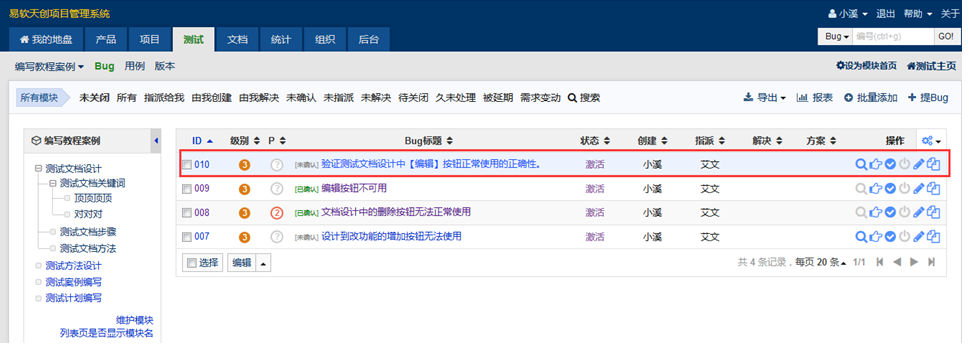 易软天创项目管理系统
小溪 退出 帮助 关于
我的地盘 产品 项目 测试 文档 统计 组织 后台 Bug 编号(ctrl+g) GO!
编写教程案例 Bug 用例 版本 设为模块首页 测试主页
所有模块 未关闭 所有 指派给我 由我创建 由我解决 未确认 未指派 未解决 待关闭 久未处理 被延期 需求变动 搜索 导出 报表 批量添加 提Bug
编写教程案例
测试文档设计
测试文档关键词
顶顶顶顶
对对对
测试文档步骤
测试文档方法
测试方法设计
测试案例编写
测试计划编写
维护模块
列表页是否显示模块名
ID 级别 P Bug标题 状态 创建 指派 解决 方案 操作
010 3 ? [未确认] 验证测试文档设计中【编辑】按钮正常使用的正确性。 激活 小溪 艾文
009 3 ? [已确认] 编辑按钮不可用 激活 小溪 艾文
008 3 2 [已确认] 文档设计中的删除按钮无法正常使用 激活 小溪 艾文
007 3 ? [未确认] 设计到改功能的增加按钮无法使用 激活 小溪 艾文
选择 编辑 共 4 条记录，每页 20 条 1/1